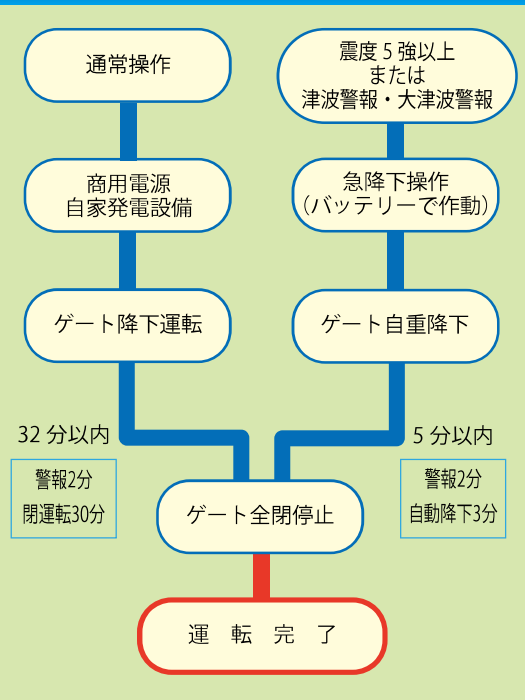 通常操作
商用電源
自家発電設備
ゲート降下運転
32 分以内
警報2分
閉運転30分
震度 5 強以上
または
津波警報・大津波警報
急降下操作
（バッテリーで作動）
ゲート自重降下
5 分以内
警報2分
自動降下3分
ゲート全閉停止
運 転 完 了